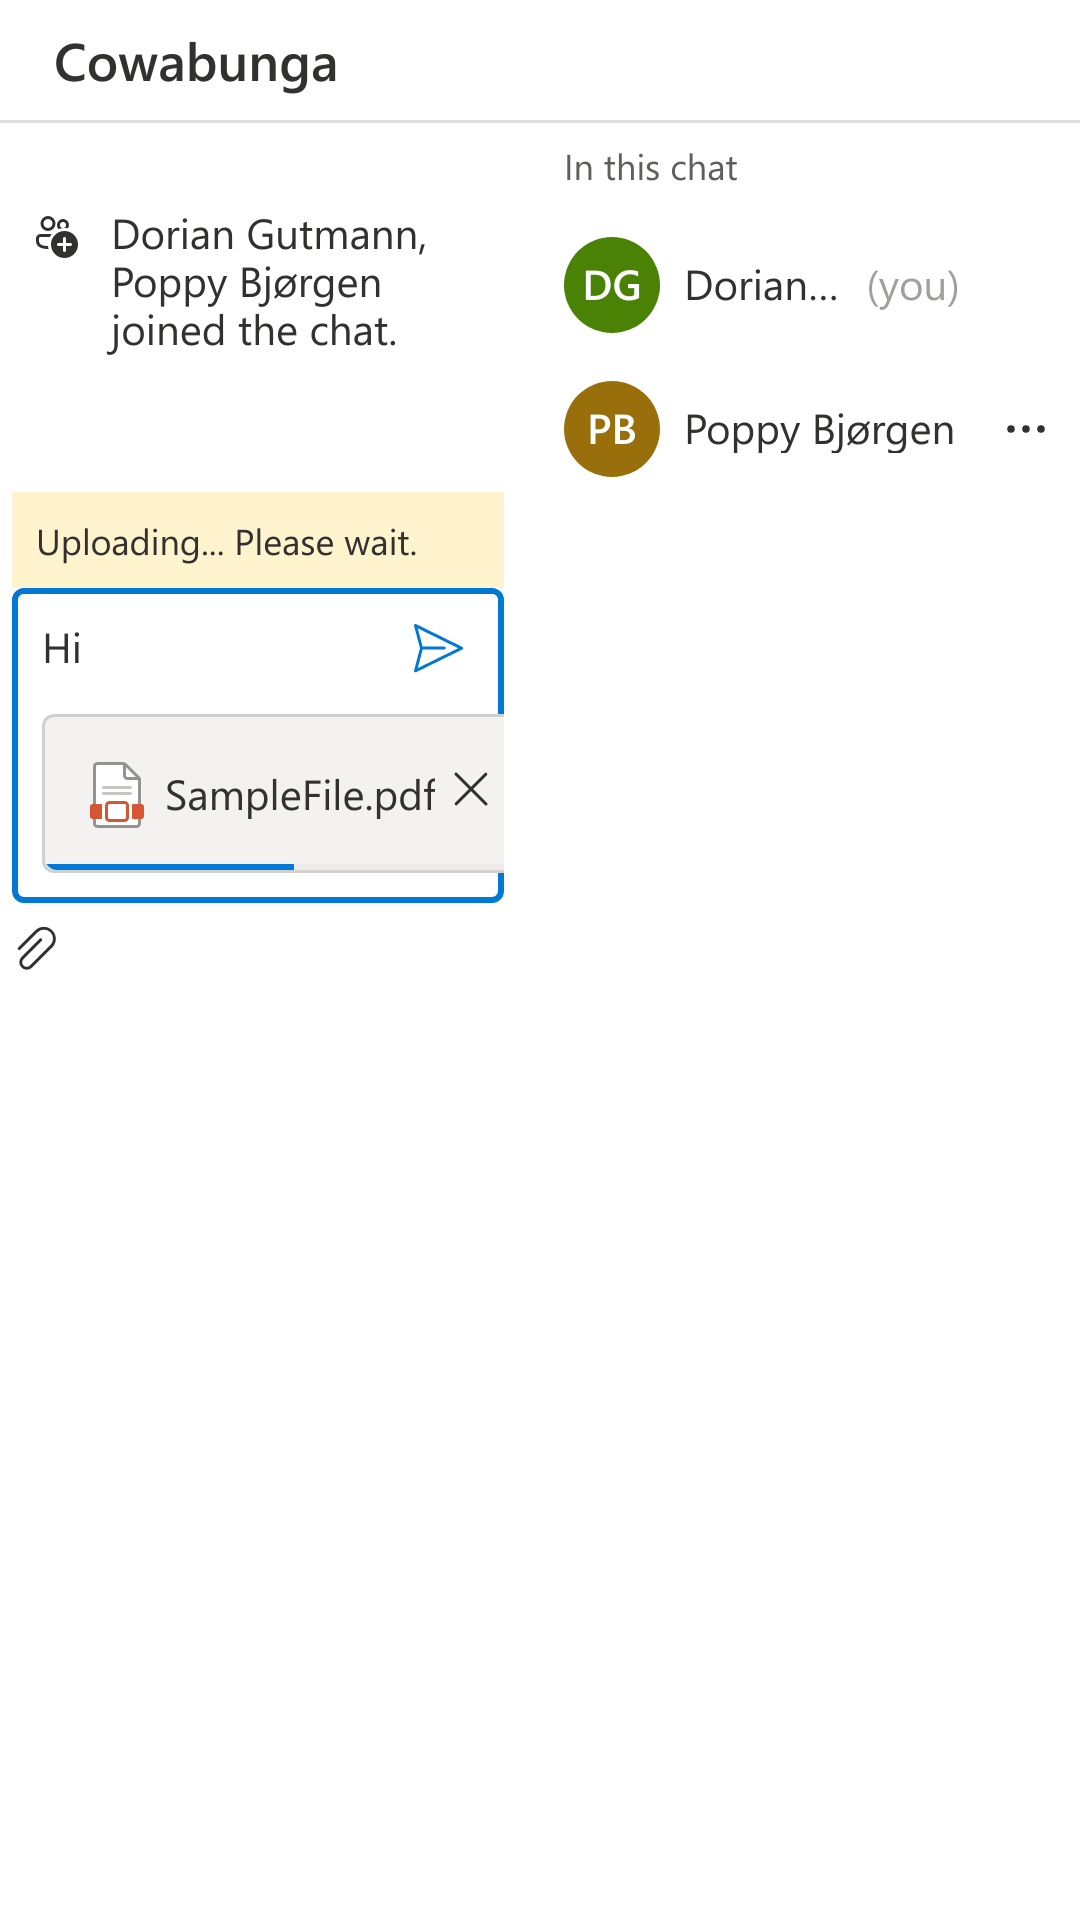 Cowabunga
Dorian Gutmann,
Poppy Bjørgen
joined the chat.
Uploading... Please wait.
Hi
SampleFile.pdf
In this chat
DG Dorian... (you)
PB Poppy Bjørgen